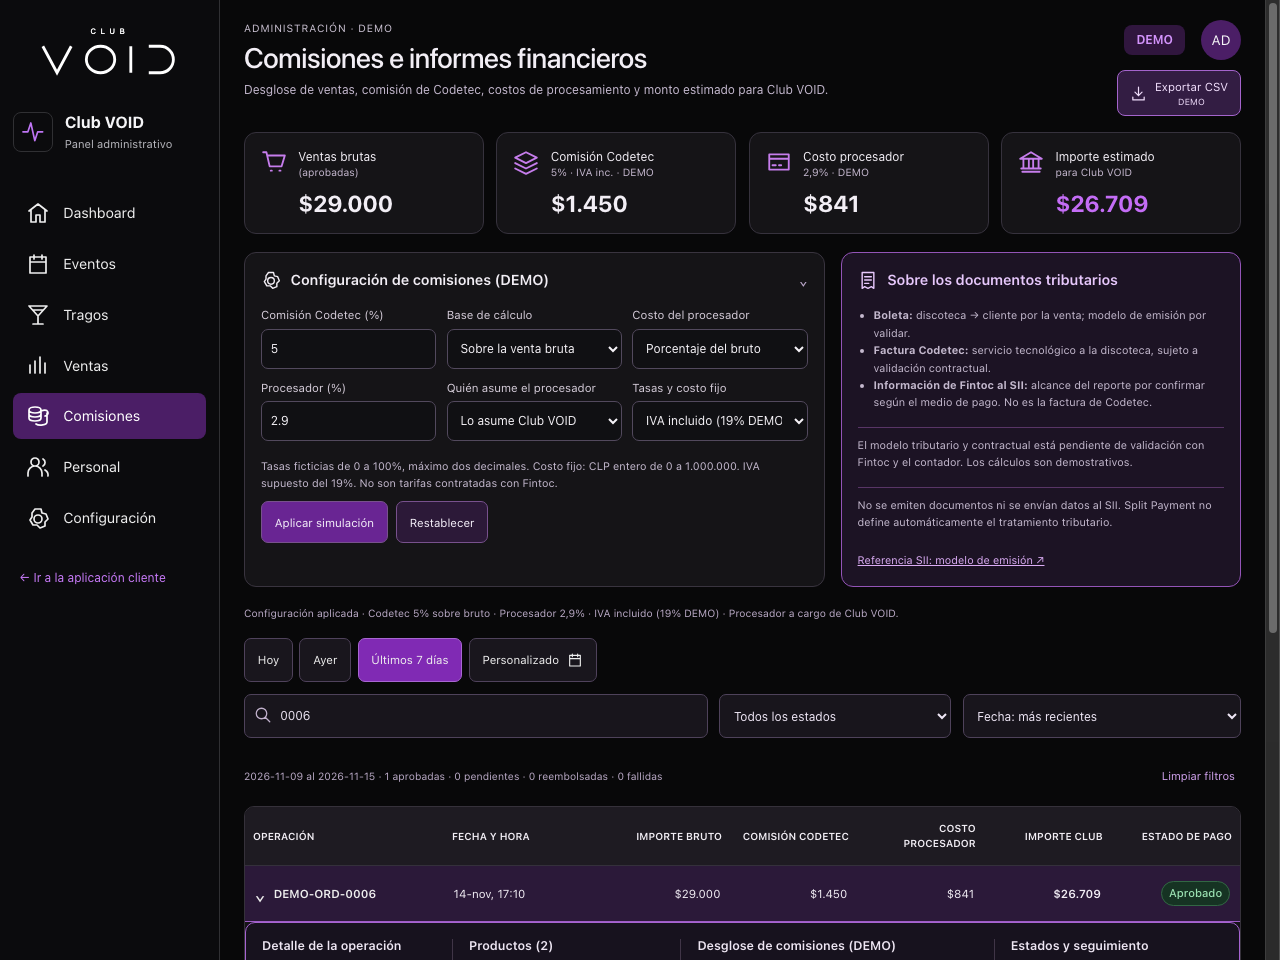 CLUB
VOID
Club VOID
Panel administrativo
Dashboard
Eventos
Tragos
Ventas
Comisiones
Personal
Configuración
← Ir a la aplicación cliente
ADMINISTRACIÓN · DEMO
Comisiones e informes financieros
Desglose de ventas, comisión de Codetec, costos de procesamiento y monto estimado para Club VOID.
DEMO
AD
Exportar CSV
DEMO
Ventas brutas
(aprobadas)
$29.000
Comisión Codetec
5% · IVA inc. · DEMO
$1.450
Costo procesador
2,9% · DEMO
$841
Importe estimado
para Club VOID
$26.709
Configuración de comisiones (DEMO)
Comisión Codetec (%)
Base de cálculo
Costo del procesador
5
Sobre la venta bruta
Porcentaje del bruto
Procesador (%)
Quién asume el procesador
Tasas y costo fijo
2.9
Lo asume Club VOID
IVA incluido (19% DEMO
Tasas ficticias de 0 a 100%, máximo dos decimales. Costo fijo: CLP entero de 0 a 1.000.000. IVA
supuesto del 19%. No son tarifas contratadas con Fintoc.
Aplicar simulación
Restablecer
Sobre los documentos tributarios
• Boleta: discoteca → cliente por la venta; modelo de emisión por
validar.
• Factura Codetec: servicio tecnológico a la discoteca, sujeto a
validación contractual.
• Información de Fintoc al SII: alcance del reporte por confirmar
según el medio de pago. No es la factura de Codetec.
El modelo tributario y contractual está pendiente de validación con
Fintoc y el contador. Los cálculos son demostrativos.
No se emiten documentos ni se envían datos al SII. Split Payment no
define automáticamente el tratamiento tributario.
Referencia SII: modelo de emisión ↗
Configuración aplicada · Codetec 5% sobre bruto · Procesador 2,9% · IVA incluido (19% DEMO) · Procesador a cargo de Club VOID.
Hoy
Ayer
Últimos 7 días
Personalizado
0006
Todos los estados
Fecha: más recientes
2026-11-09 al 2026-11-15 · 1 aprobadas · 0 pendientes · 0 reembolsadas · 0 fallidas
Limpiar filtros
OPERACIÓN
FECHA Y HORA
IMPORTE BRUTO
COMISIÓN CODETEC
COSTO
PROCESADOR
IMPORTE CLUB
ESTADO DE PAGO
DEMO-ORD-0006
14-nov, 17:10
$29.000
$1.450
$841
$26.709
Aprobado
Detalle de la operación
Productos (2)
Desglose de comisiones (DEMO)
Estados y seguimiento